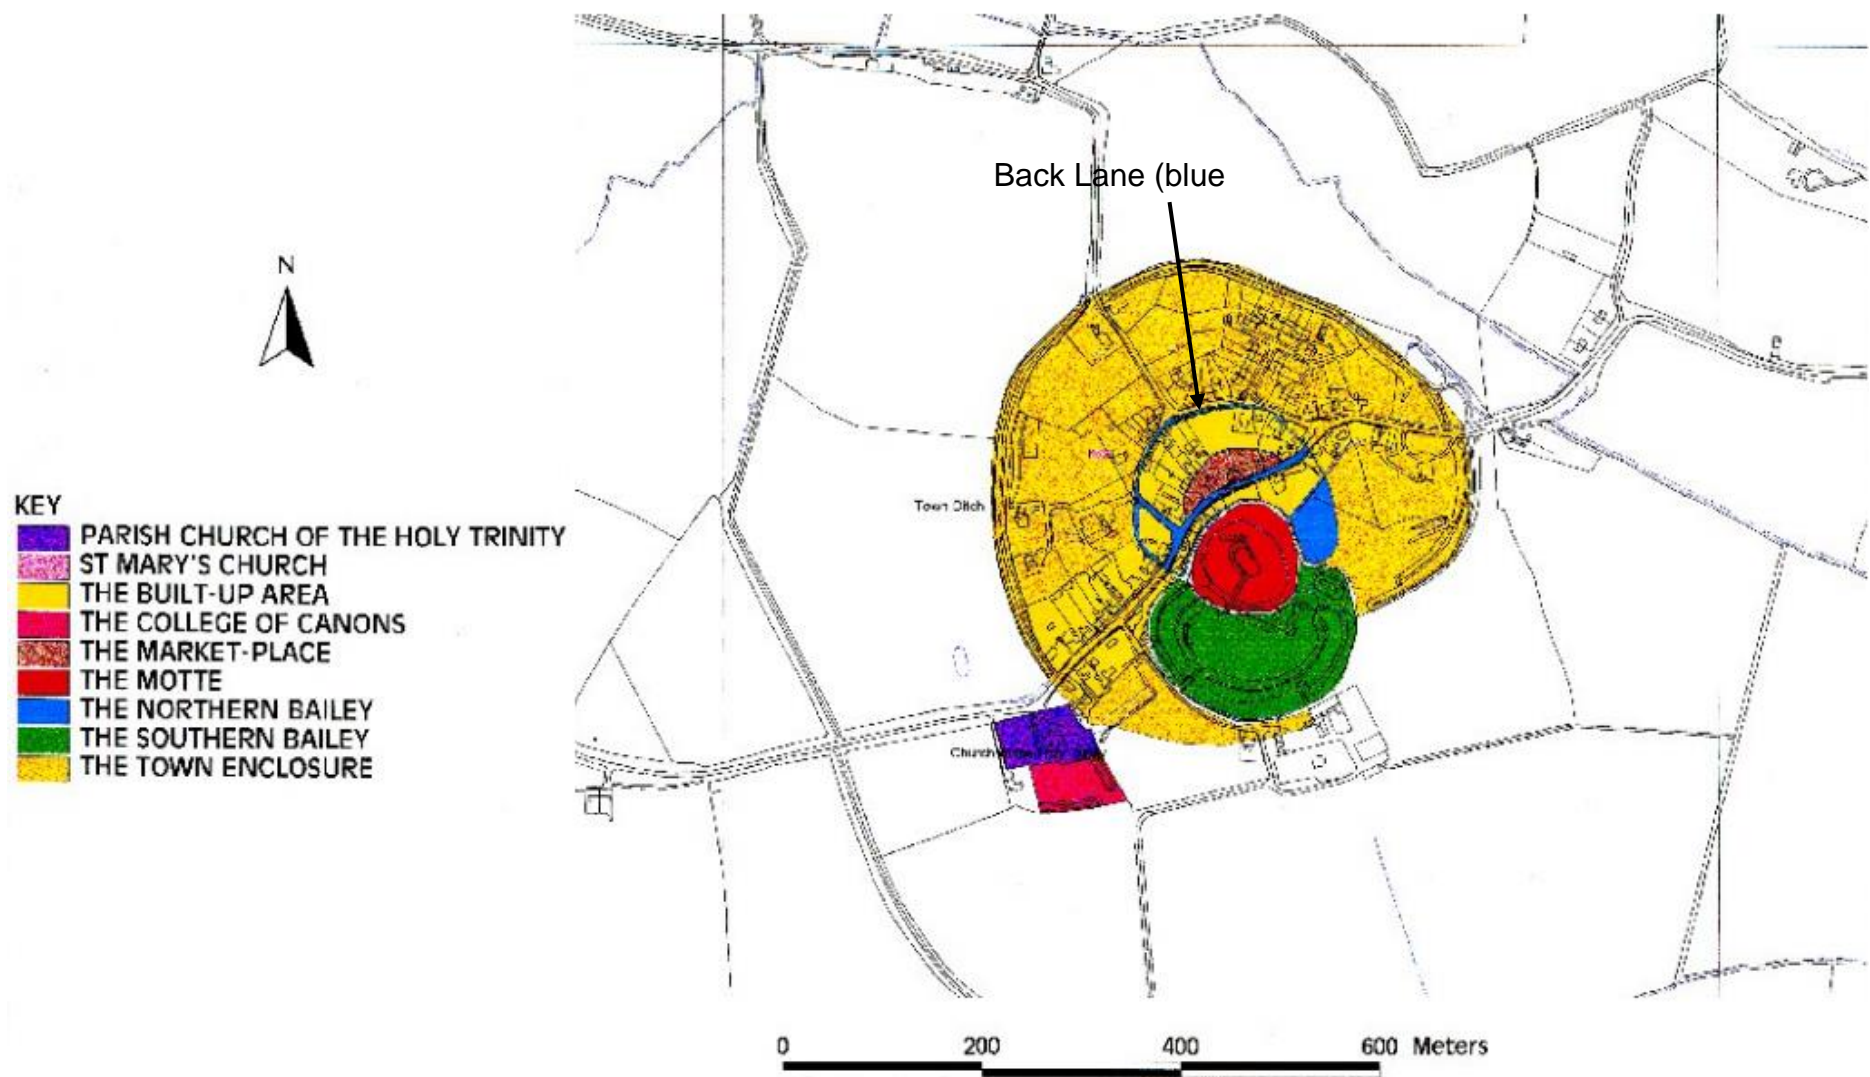 Back Lane (blue
N
Town Ditch
KEY
PARISH CHURCH OF THE HOLY TRINITY
ST MARY'S CHURCH
THE BUILT-UP AREA
THE COLLEGE OF CANONS
THE MARKET-PLACE
THE MOTTE
THE NORTHERN BAILEY
THE SOUTHERN BAILEY
THE TOWN ENCLOSURE
Church
0 200 400 600 Meters